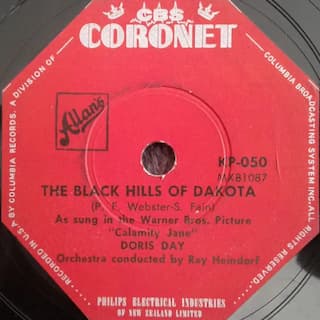 CBS
CORONET
A DIVISION OF COLUMBIA RECORDS.
COLUMBIA BROADCASTING SYSTEM INC.
Allan's
KP-050
MKB1087
THE BLACK HILLS OF DAKOTA
(P. F. Webster-S. Fain)
As sung in the Warner Bros. Picture
"Calamity Jane"
DORIS DAY
Orchestra conducted by Ray Heindorf
RECORDED IN U.S.A. BY
ALL RIGHTS RESERVED
PHILIPS ELECTRICAL INDUSTRIES
OF NEW ZEALAND LIMITED